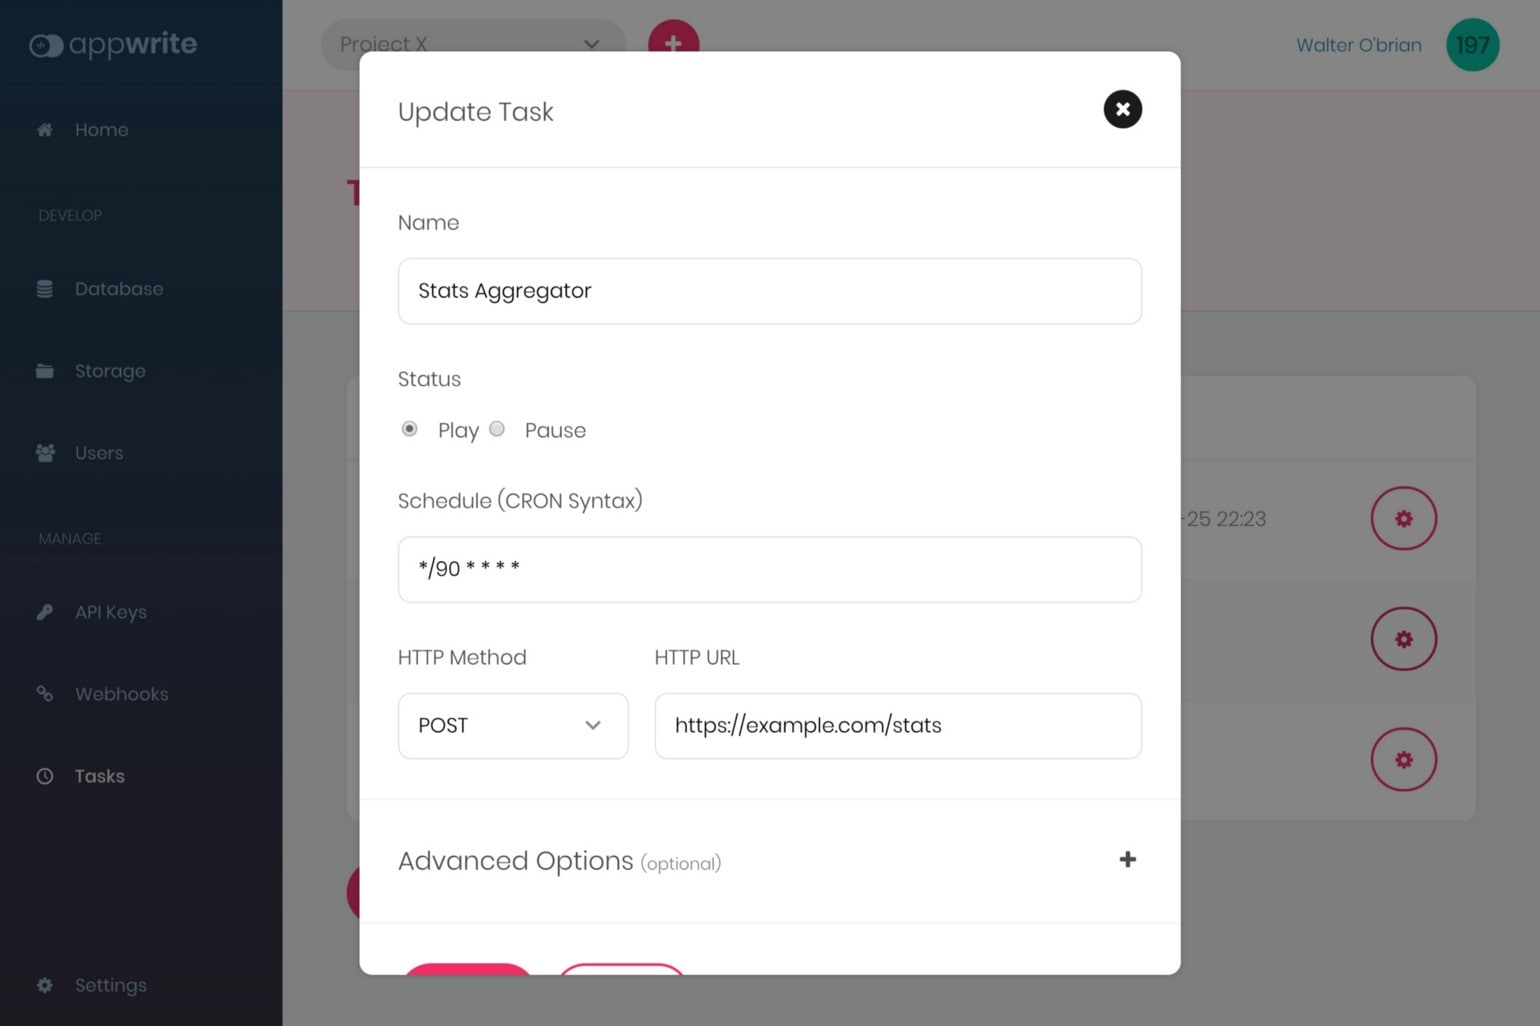 appwrite
Project X
Walter O'brian
197
Home
DEVELOP
Database
Storage
Users
MANAGE
API Keys
Webhooks
Tasks
Settings
Update Task
Name
Stats Aggregator
Status
Play Pause
Schedule (CRON Syntax)
*/90 * * * *
HTTP Method HTTP URL
POST https://example.com/stats
Advanced Options (optional)
T
-25 22:23